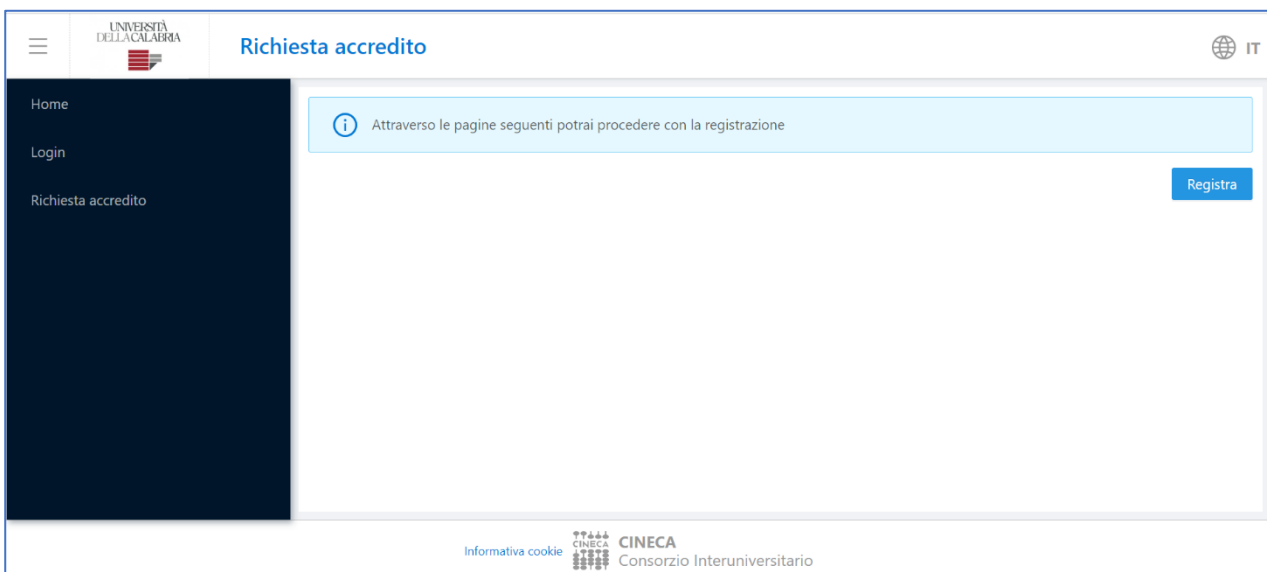 UNIVERSITÀ
DELLA CALABRIA
Richiesta accredito
IT
Home
Login
Richiesta accredito
Attraverso le pagine seguenti potrai procedere con la registrazione
Registra
Informativa cookie
CINECA
CINECA
Consorzio Interuniversitario